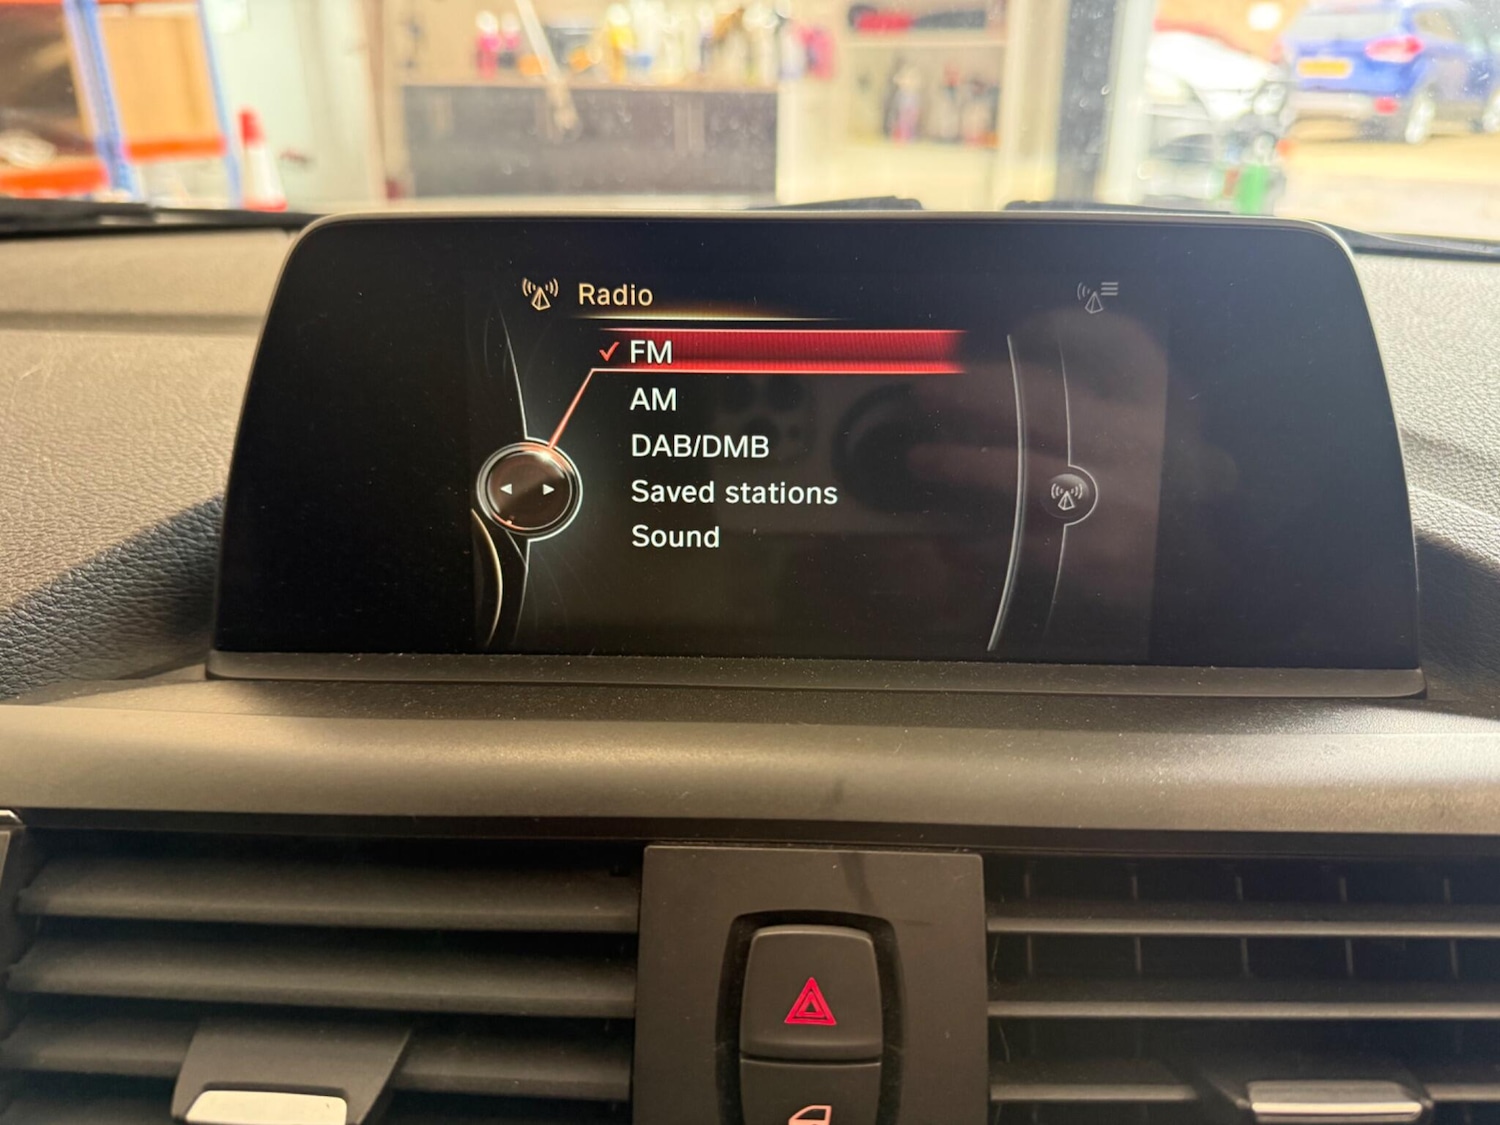 Radio
FM
AM
DAB/DMB
Saved stations
Sound